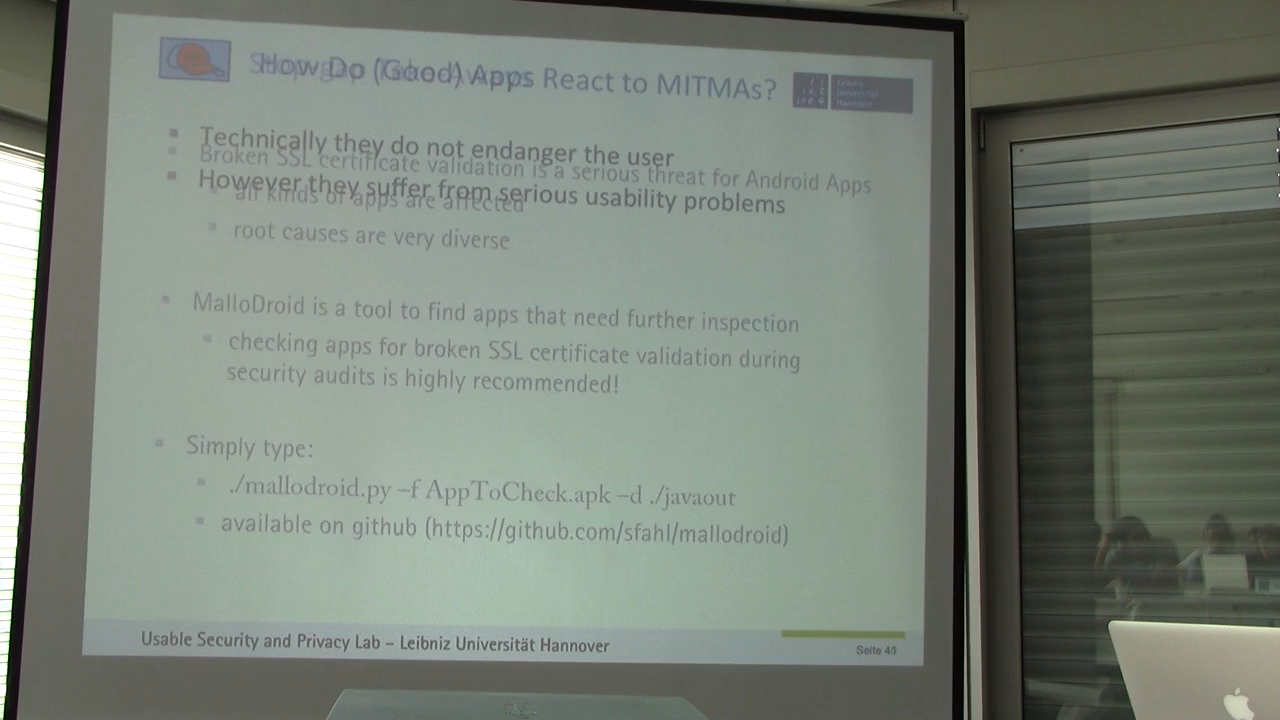 How Do (Good) Apps React to MITMAs?
Leibniz
Universität
Hannover
Technically they do not endanger the user
Broken SSL certificate validation is a serious threat for Android Apps
However they suffer from serious usability problems
all kinds of apps are affected
root causes are very diverse
MalloDroid is a tool to find apps that need further inspection
checking apps for broken SSL certificate validation during
security audits is highly recommended!
Simply type:
./mallodroid.py –f AppToCheck.apk –d ./javaout
available on github (https://github.com/sfahl/mallodroid)
Usable Security and Privacy Lab – Leibniz Universität Hannover
Seite